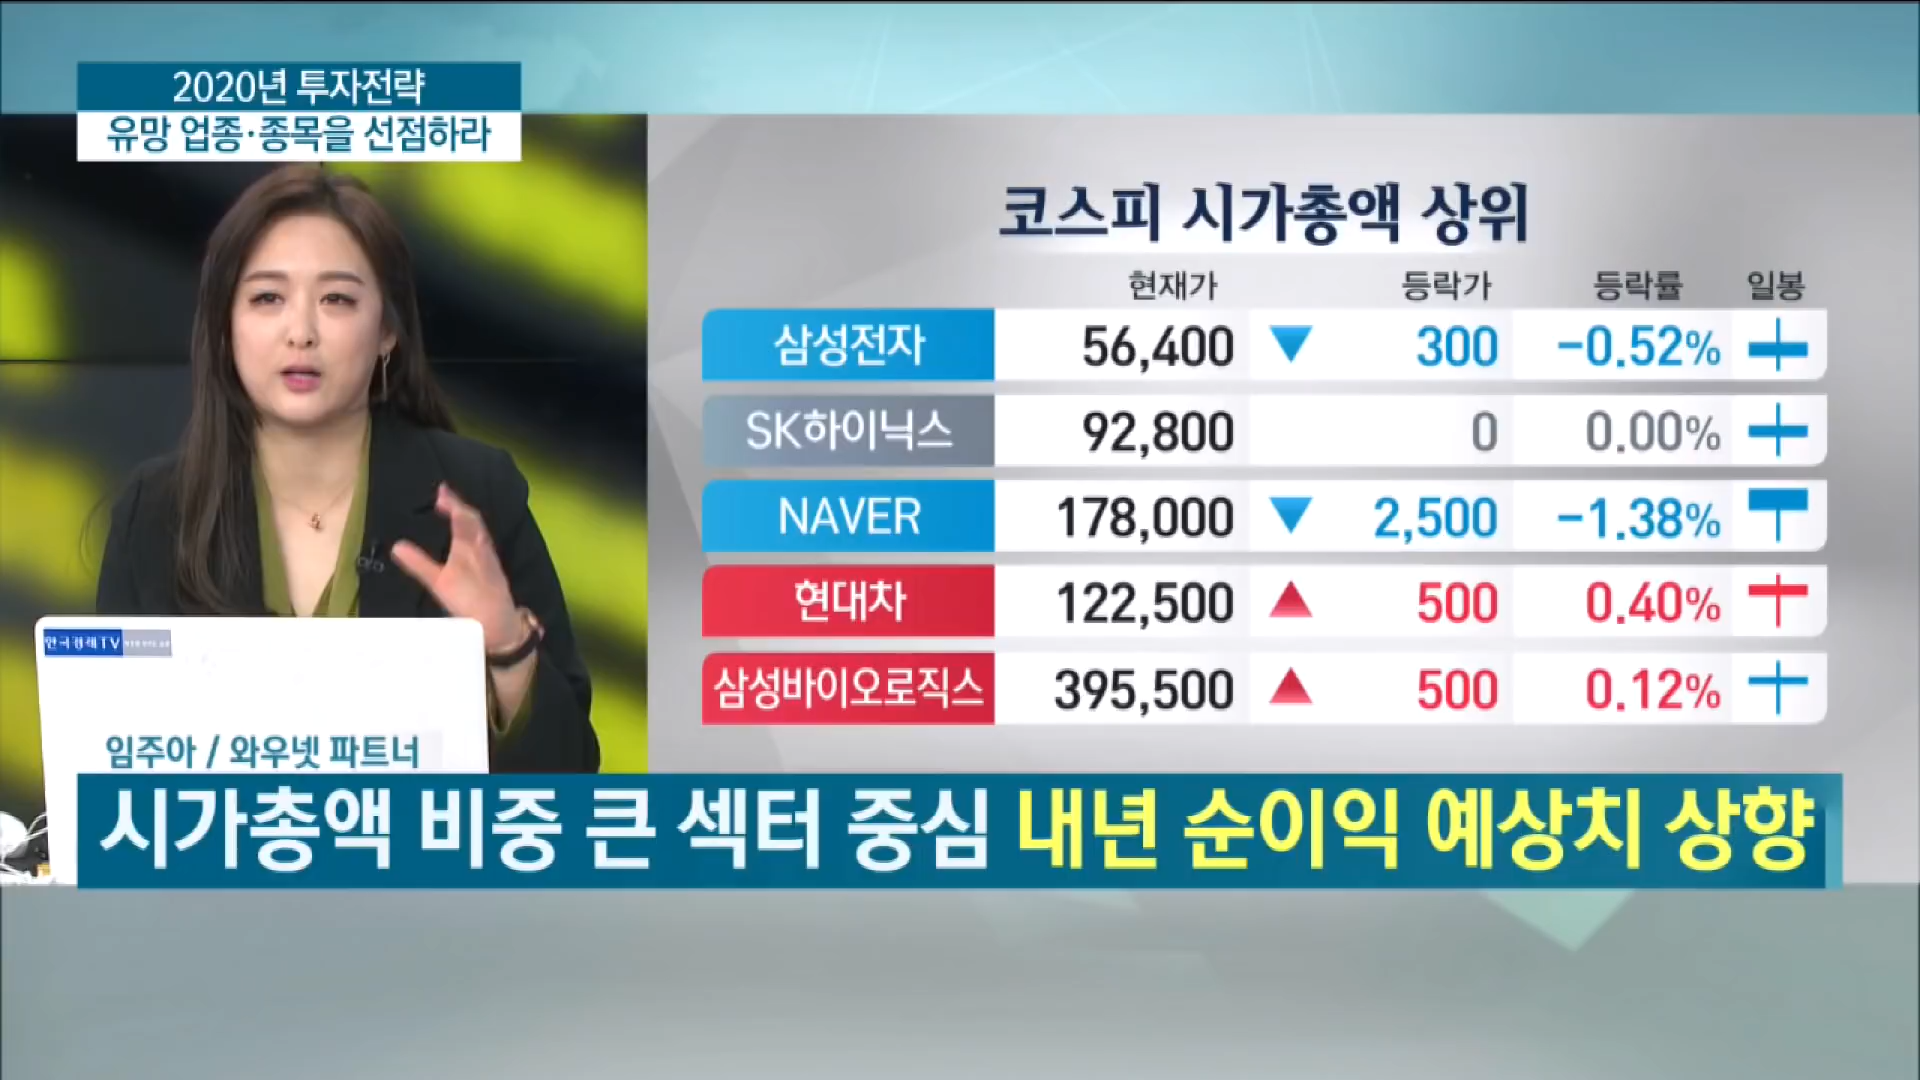 2020년 투자전략
유망 업종·종목을 선점하라
코스피 시가총액 상위
현재가 등락가 등락률 일봉
삼성전자 56,400 ▼ 300 -0.52%
SK하이닉스 92,800 0 0.00%
NAVER 178,000 ▼ 2,500 -1.38%
현대차 122,500 ▲ 500 0.40%
삼성바이오로직스 395,500 ▲ 500 0.12%
한국경제TV
임주아 / 와우넷 파트너
시가총액 비중 큰 섹터 중심 내년 순이익 예상치 상향